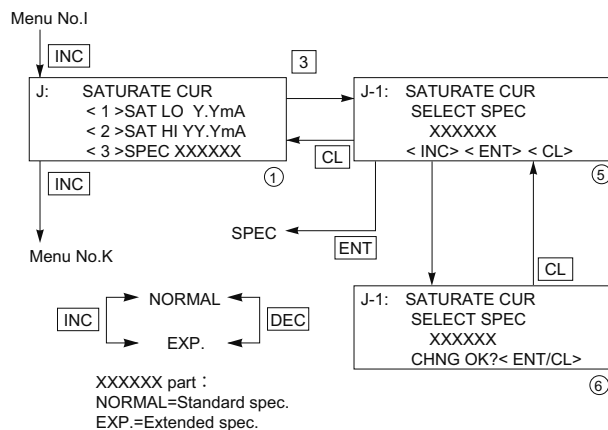 Menu No.I
INC
J: SATURATE CUR
< 1 >SAT LO Y.YmA
< 2 >SAT HI YY.YmA
< 3 >SPEC XXXXXX
①
3
CL
J-1: SATURATE CUR
SELECT SPEC
XXXXXX
< INC> < ENT> < CL>
⑤
INC
Menu No.K
SPEC
ENT
CL
J-1: SATURATE CUR
SELECT SPEC
XXXXXX
CHNG OK?< ENT/CL>
⑥
INC
NORMAL
EXP.
DEC
XXXXXX part :
NORMAL=Standard spec.
EXP.=Extended spec.